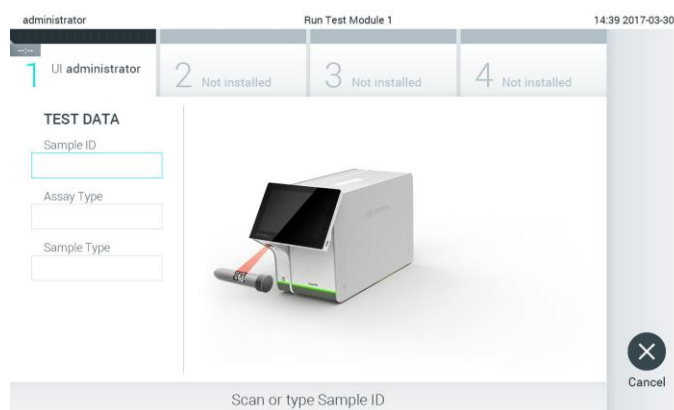 administrator Run Test Module 1 14:39 2017-03-30
--:--
1 UI administrator 2 Not installed 3 Not installed 4 Not installed
TEST DATA
Sample ID
Assay Type
Sample Type
Cancel
Scan or type Sample ID